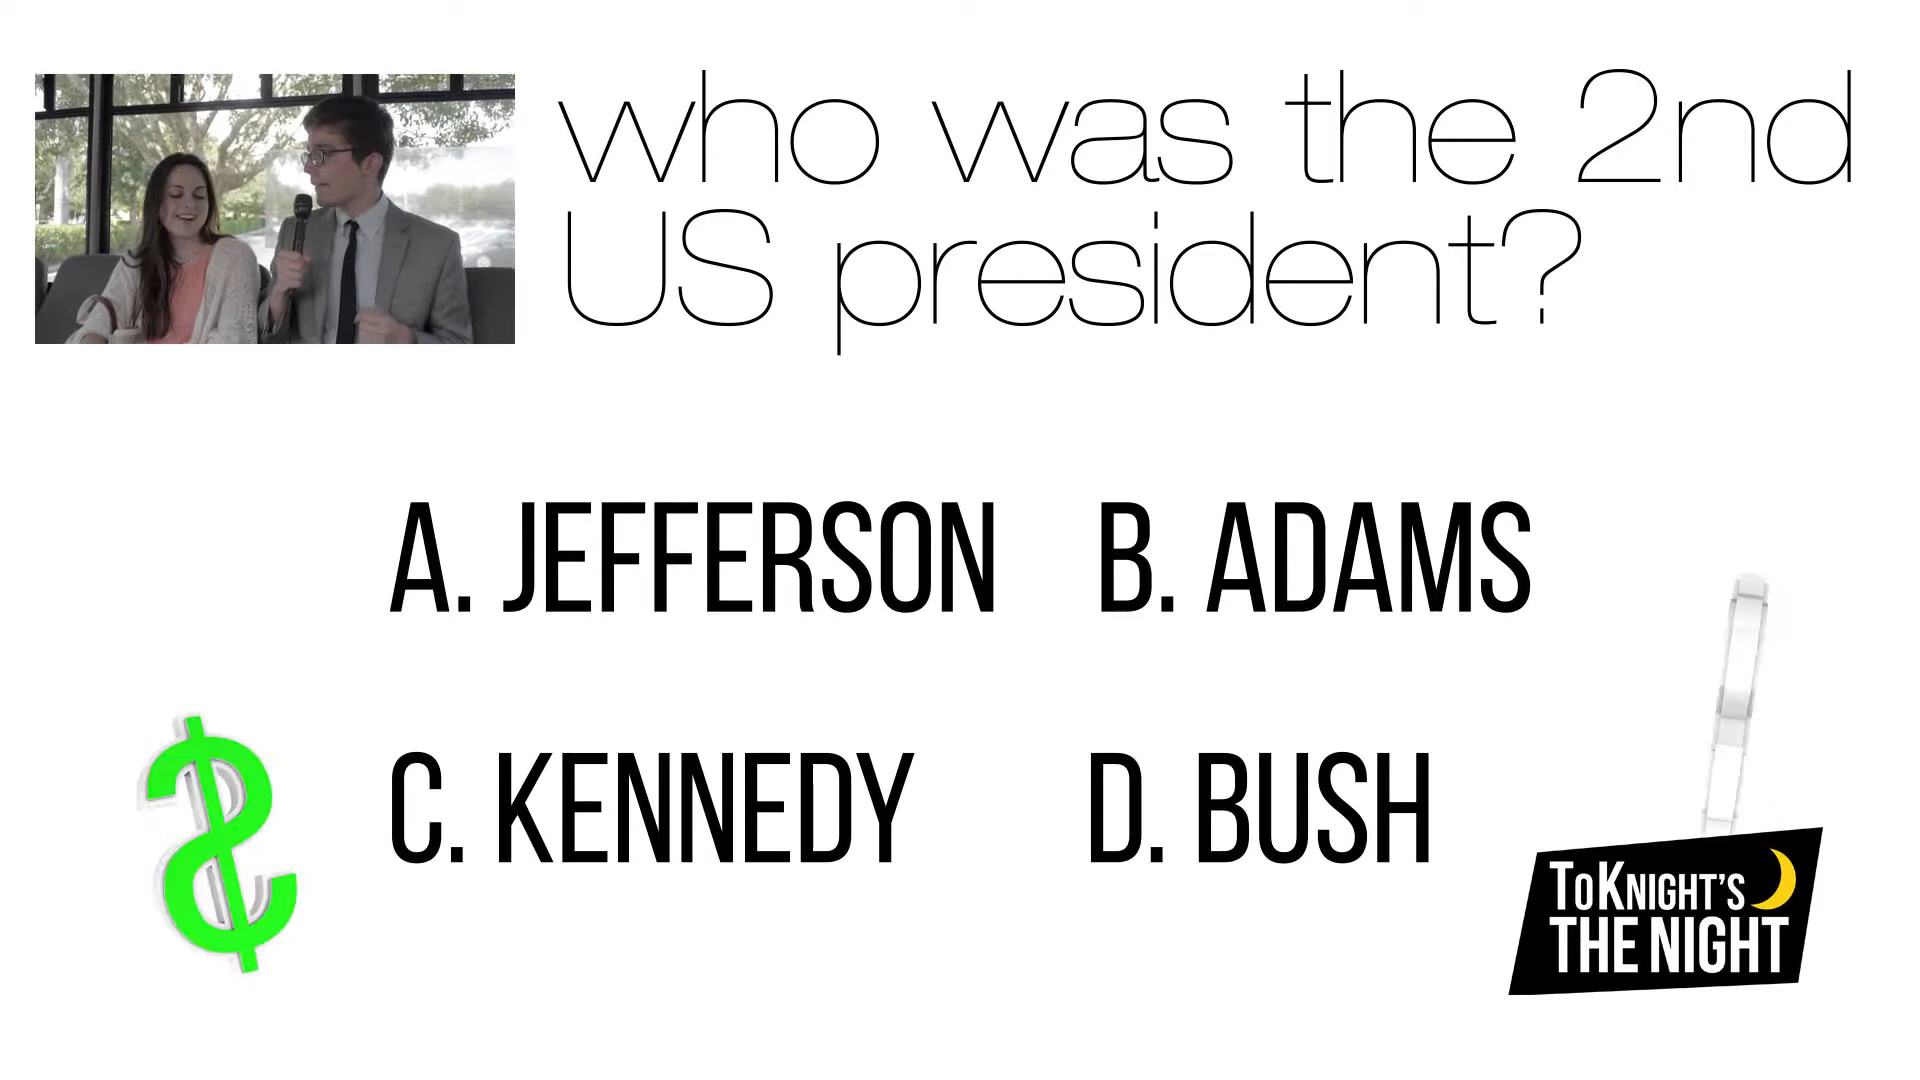 who was the 2nd
US president?
A. JEFFERSON
B. ADAMS
C. KENNEDY
D. BUSH
$
TOKNIGHT'S
THE NIGHT